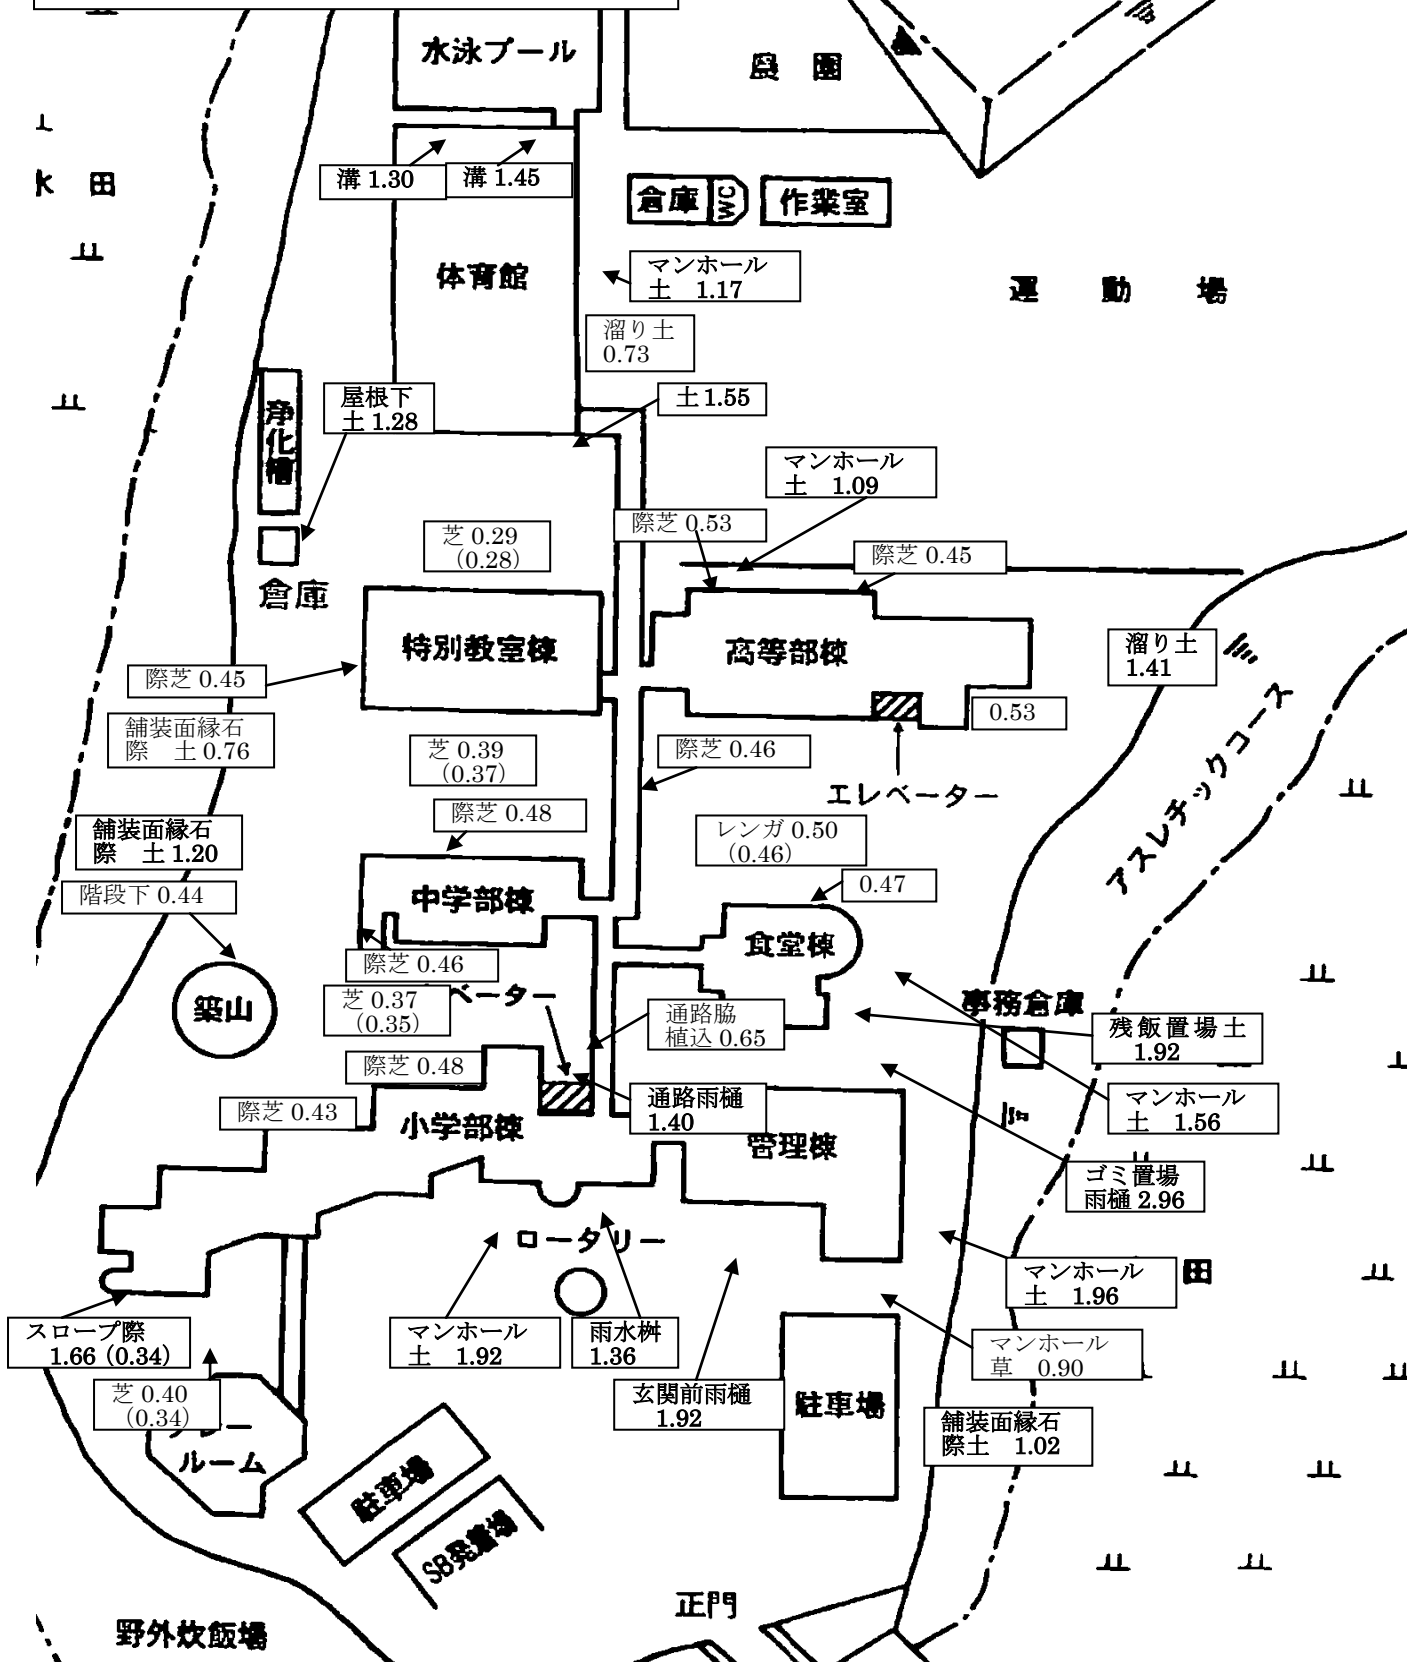 水泳プール
農 園
水 田
溝 1.30
溝 1.45
倉庫
WC
作業室
体育館
マンホール
土 1.17
運 動 場
溜り土
0.73
屋根下
土 1.28
土 1.55
浄化槽
マンホール
土 1.09
芝 0.29
(0.28)
際芝 0.53
際芝 0.45
倉庫
特別教室棟
高等部棟
溜り土
1.41
際芝 0.45
舗装面縁石
際 土 0.76
0.53
芝 0.39
(0.37)
際芝 0.46
エレベーター
アスレチックコース
際芝 0.48
舗装面縁石
際 土 1.20
レンガ 0.50
(0.46)
階段下 0.44
0.47
中学部棟
食堂棟
際芝 0.46
築山
芝 0.37
(0.35)
ベーター
通路脇
植込 0.65
事務倉庫
残飯置場土
1.92
際芝 0.48
通路雨樋
1.40
マンホール
土 1.56
際芝 0.43
小学部棟
管理棟
ゴミ置場
雨樋 2.96
ロータリー
マンホール
土 1.96
田
スロープ際
1.66 (0.34)
マンホール
土 1.92
雨水桝
1.36
マンホール
草 0.90
芝 0.40
(0.34)
玄関前雨樋
1.92
駐車場
舗装面縁石
際土 1.02
ルーム
駐車場
SB発着場
正門
野外炊飯場